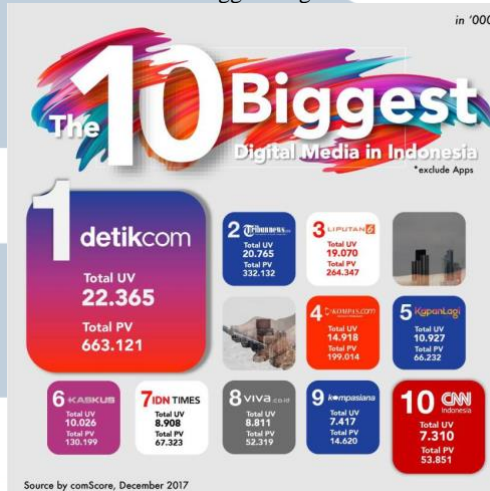 in '000
The 10 Biggest
Digital Media in Indonesia
*exclude Apps
1
detikcom
Total UV
22.365
Total PV
663.121
2 Tribunnews
Total UV
20.765
Total PV
332.132
3 LIPUTAN 6
Total UV
19.070
Total PV
264.347
4 KOMPAS.com
Total UV
14.918
Total PV
199.014
5 KapanLagi
Total UV
10.927
Total PV
66.232
6 KASKUS
Total UV
10.026
Total PV
130.199
7 IDN TIMES
Total UV
8.908
Total PV
67.323
8 VIVA.co.id
Total UV
8.811
Total PV
52.319
9 kompasiana
Total UV
7.417
Total PV
14.620
10 CNN
Indonesia
Total UV
7.310
Total PV
53.851
Source by comScore, December 2017